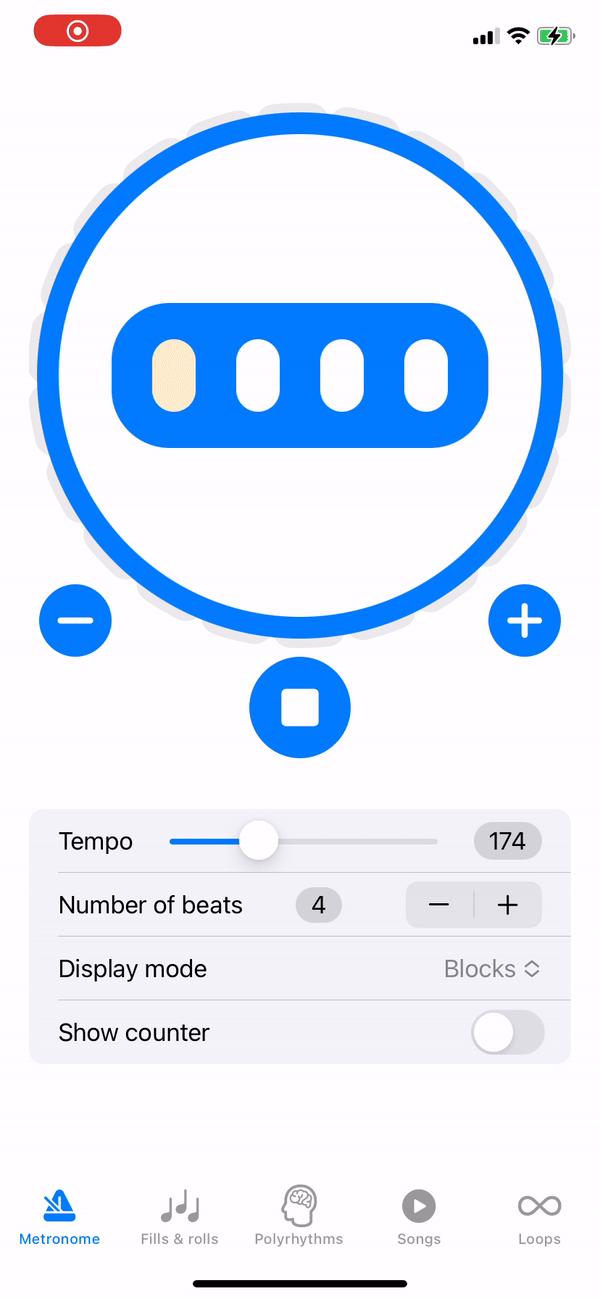 Tempo 174
Number of beats 4
Display mode Blocks
Show counter
Metronome Fills & rolls Polyrhythms Songs Loops